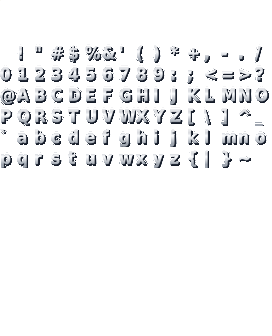 ! " # $ % & ' ( ) * + , - . /
0 1 2 3 4 5 6 7 8 9 : ; < = > ?
@ A B C D E F G H I J K L M N O
P Q R S T U V W X Y Z [ \ ] ^ _
` a b c d e f g h i j k l m n o
p q r s t u v w x y z { | } ~